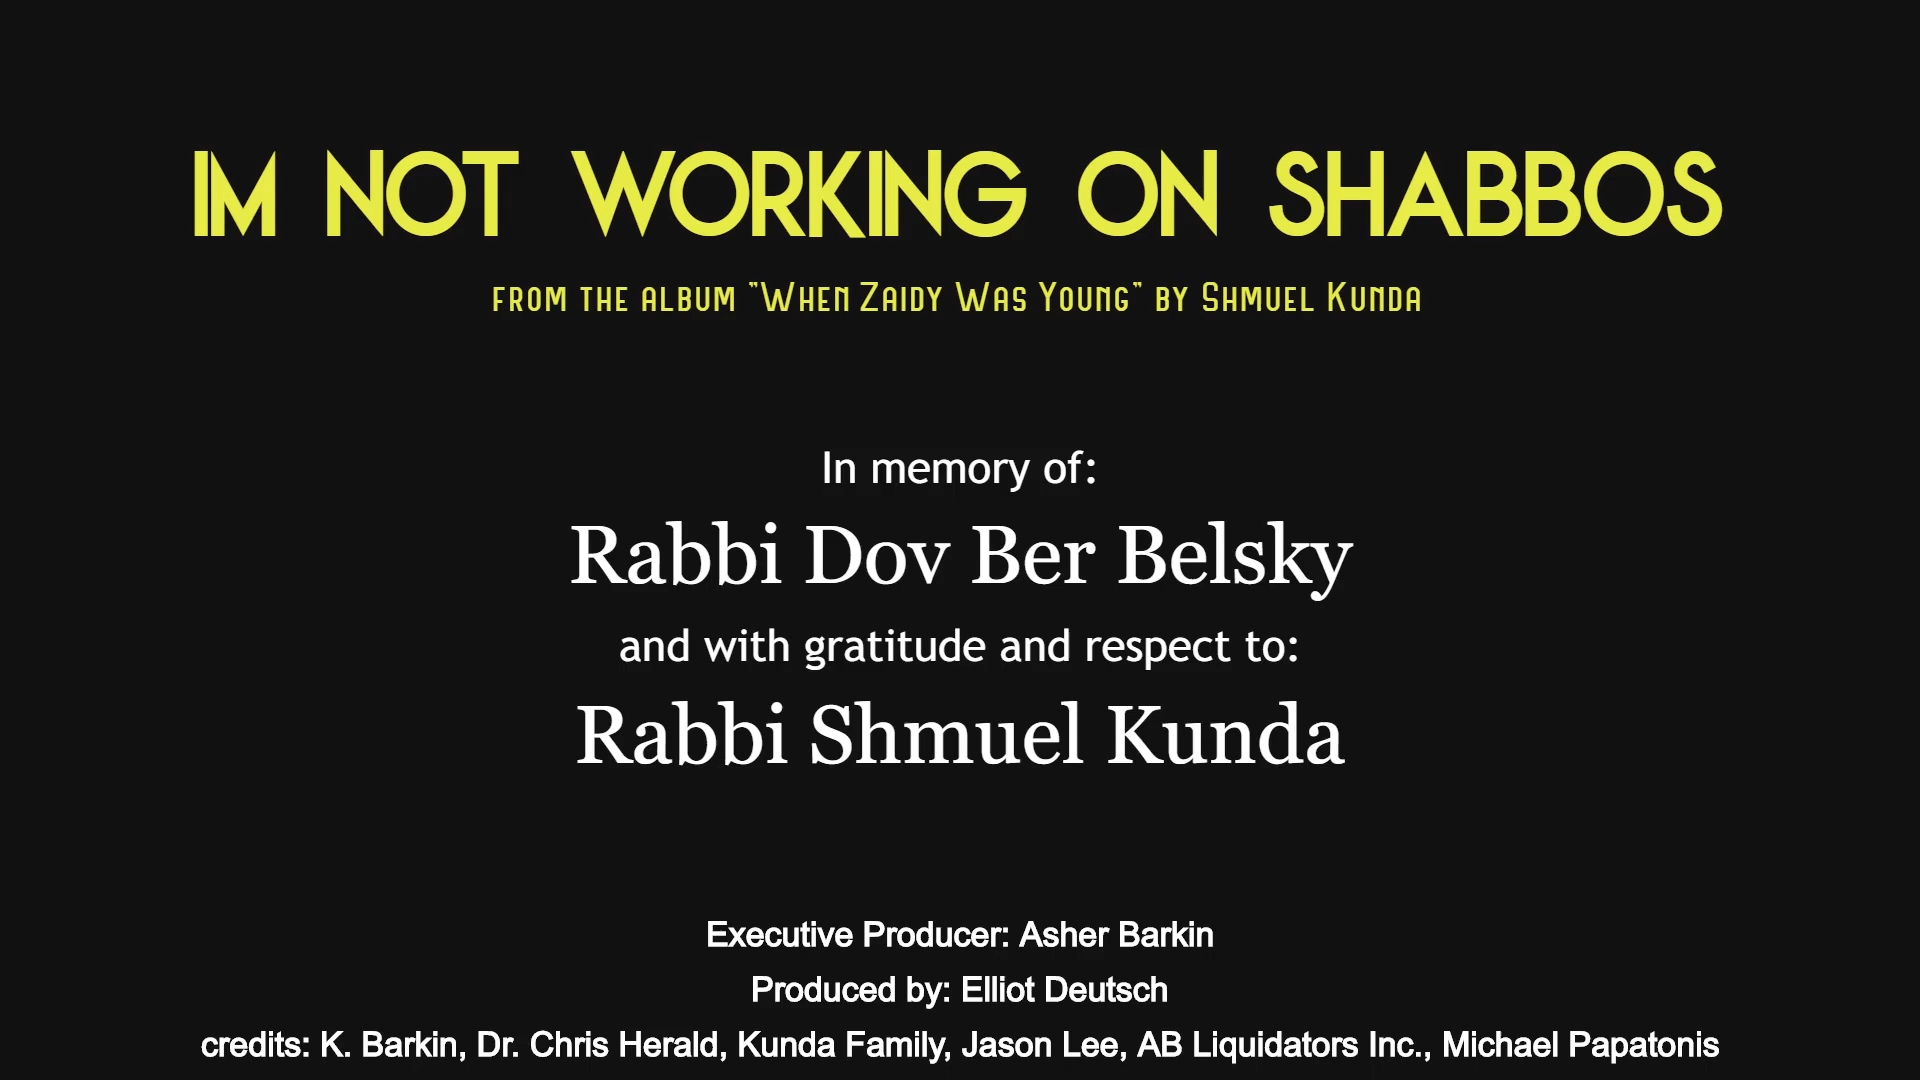 IM NOT WORKING ON SHABBOS
FROM THE ALBUM "WHEN ZAIDY WAS YOUNG" BY SHMUEL KUNDA
In memory of:
Rabbi Dov Ber Belsky
and with gratitude and respect to:
Rabbi Shmuel Kunda
Executive Producer: Asher Barkin
Produced by: Elliot Deutsch
credits: K. Barkin, Dr. Chris Herald, Kunda Family, Jason Lee, AB Liquidators Inc., Michael Papatonis